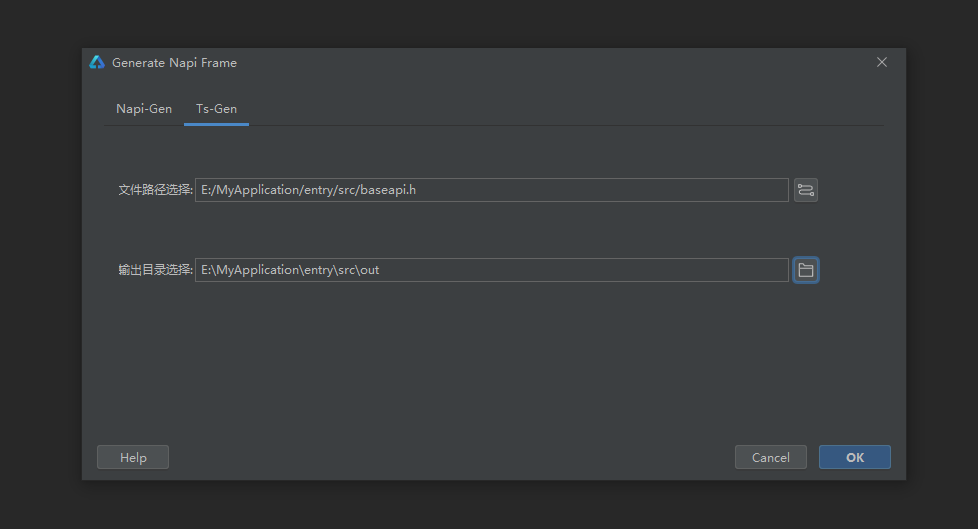 Generate Napi Frame
Napi-Gen Ts-Gen
文件路径选择: E:/MyApplication/entry/src/baseapi.h
输出目录选择: E:\MyApplication\entry\src\out
Help Cancel OK